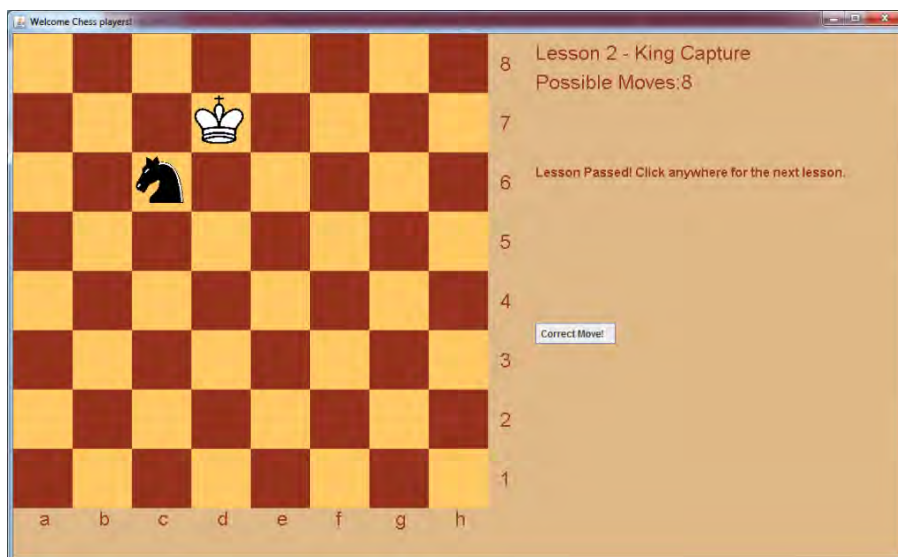 Welcome Chess players!
8
Lesson 2 - King Capture
Possible Moves:8
7
6
Lesson Passed! Click anywhere for the next lesson.
5
4
Correct Move!
3
2
1
a b c d e f g h